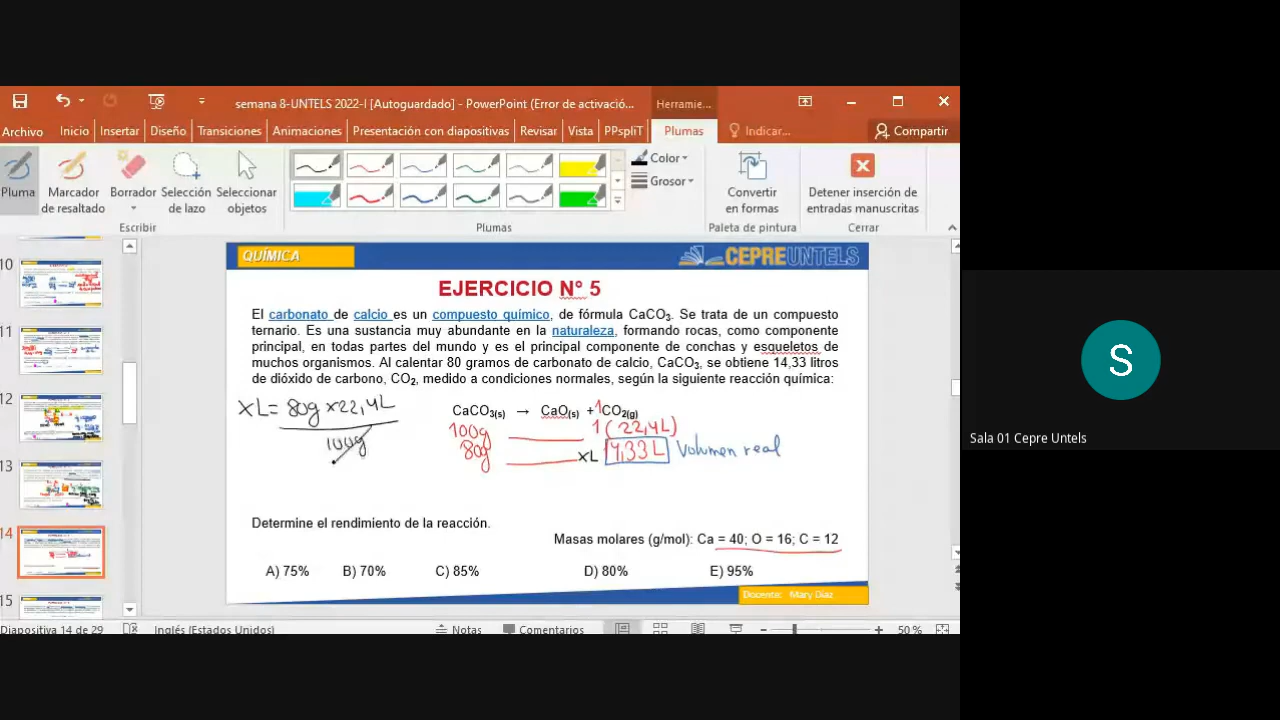 semana 8-UNTELS 2022-I [Autoguardado] - PowerPoint (Error de activació...
Herramie...
Archivo Inicio Insertar Diseño Transiciones Animaciones Presentación con diapositivas Revisar Vista PPspliT Plumas Indicar... Compartir
Pluma
Marcador de resaltado
Borrador
Selección de lazo
Seleccionar objetos
Color
Grosor
Convertir en formas
Detener inserción de entradas manuscritas
Escribir
Plumas
Paleta de pintura
Cerrar
10
11
12
13
14
15
QUÍMICA
CEPREUNTELS
EJERCICIO N° 5
El carbonato de calcio es un compuesto químico, de fórmula CaCO3. Se trata de un compuesto
ternario. Es una sustancia muy abundante en la naturaleza, formando rocas, como componente
principal, en todas partes del mundo y es el principal componente de conchas y esqueletos de
muchos organismos. Al calentar 80 gramos de carbonato de calcio, CaCO3, se obtiene 14,33 litros
de dióxido de carbono, CO2, medido a condiciones normales, según la siguiente reacción química:
XL = 80g x 22,4L
100g
CaCO3(s) → CaO(s) + 1CO2(g)
100g 1(22,4L)
80g XL 14,33 L Volumen real
Determine el rendimiento de la reacción.
Masas molares (g/mol): Ca = 40; O = 16; C = 12
A) 75% B) 70% C) 85% D) 80% E) 95%
Docente: Mary Díaz
Diapositiva 14 de 29 Inglés (Estados Unidos) Notas Comentarios 50 %
S
Sala 01 Cepre Untels